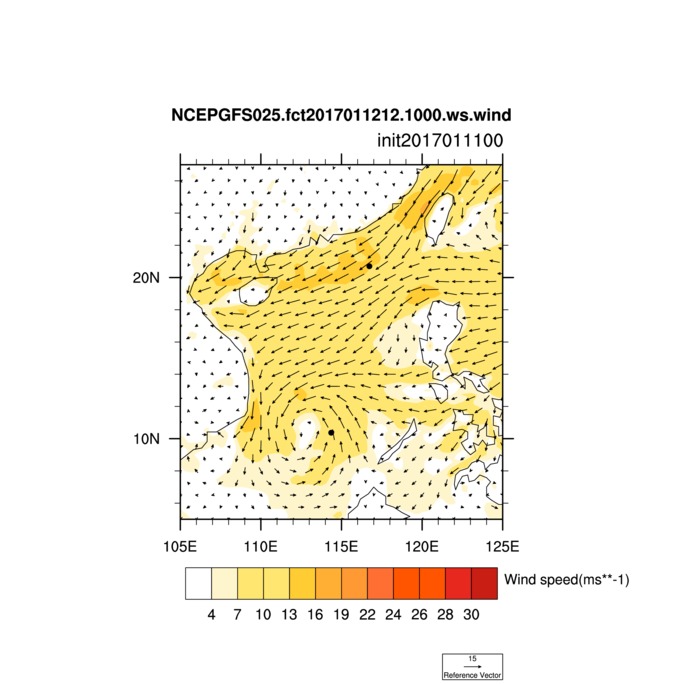 NCEPGFS025.fct2017011212.1000.ws.wind
init2017011100
20N
10N
105E 110E 115E 120E 125E
Wind speed(ms**-1)
4 7 10 13 16 19 22 24 26 28 30
15
Reference Vector